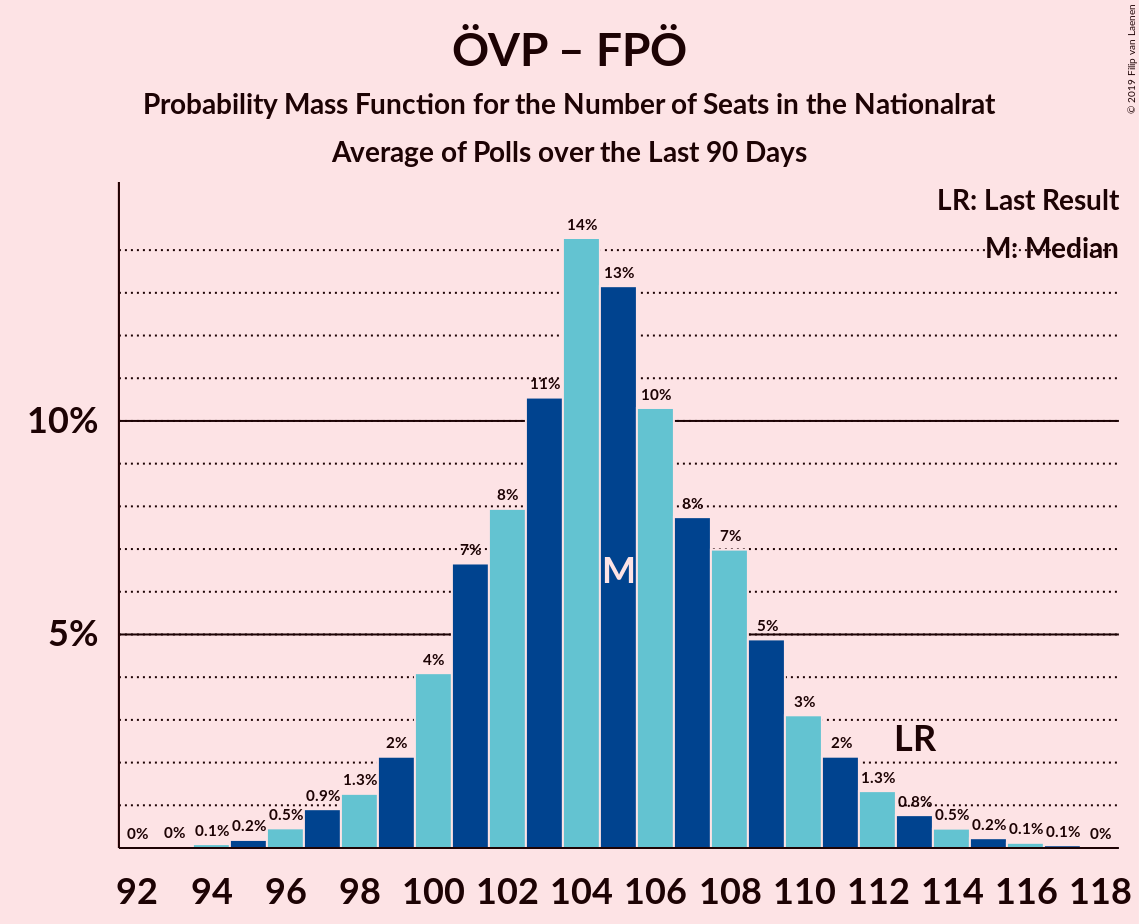 ÖVP – FPÖ
Probability Mass Function for the Number of Seats in the Nationalrat
Average of Polls over the Last 90 Days
© 2019 Filip van Laenen
LR: Last Result
M: Median
14%
13%
11%
10%
10%
8%
8%
7%
7%
M
5%
5%
4%
3%
LR
2%
2%
1.3%
1.3%
0.9%
0.8%
0.5%
0.5%
0% 0% 0.1% 0.2%
0.2% 0.1% 0.1% 0%
92 94 96 98 100 102 104 106 108 110 112 114 116 118